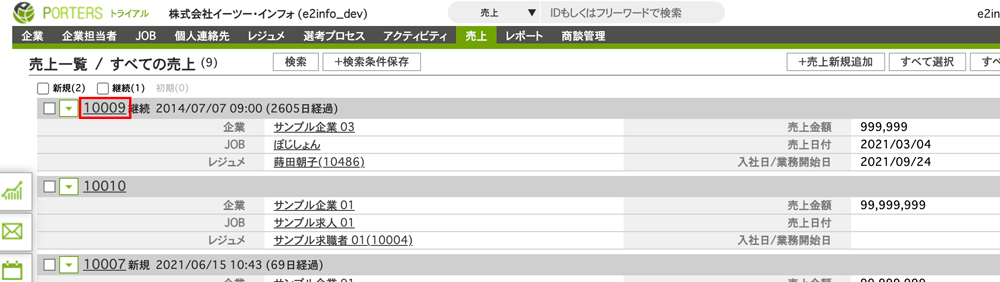 PORTERS トライアル 株式会社イーツー・インフォ (e2info_dev) 売上 ▼ IDもしくはフリーワードで検索 e2in
企業 企業担当者 JOB 個人連絡先 レジュメ 選考プロセス アクティビティ 売上 レポート 商談管理
売上一覧 / すべての売上 (9) 検索 +検索条件保存 +売上新規追加 すべて選択 すべ
新規(2) 継続(1) 初期(0)
10009 継続 2014/07/07 09:00 (2605日経過)
企業 サンプル企業 03 売上金額 999,999
JOB ぽじしょん 売上日付 2021/03/04
レジュメ 蒔田朝子(10486) 入社日/業務開始日 2021/09/24
10010
企業 サンプル企業 01 売上金額 99,999,999
JOB サンプル求人 01 売上日付
レジュメ サンプル求職者 01(10004) 入社日/業務開始日
10007 新規 2021/06/15 10:43 (69日経過)